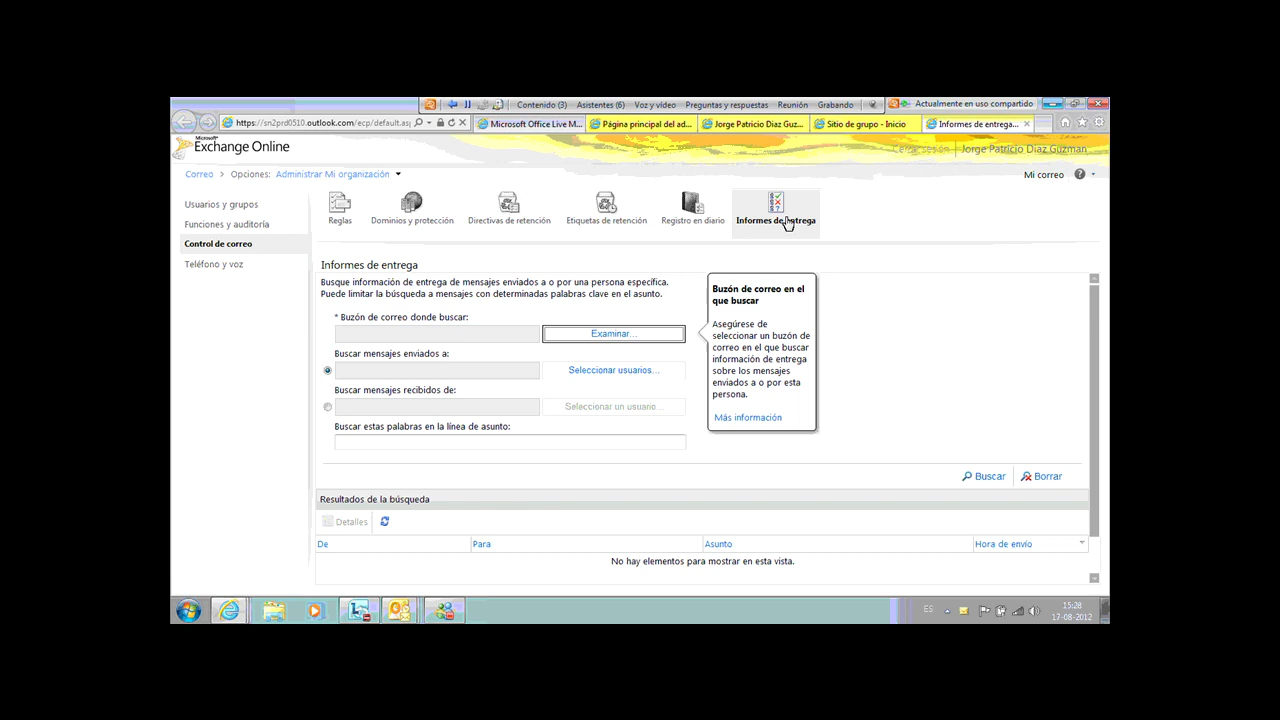 Contenido (3) Asistentes (6) Voz y vídeo Preguntas y respuestas Reunión Grabando Actualmente en uso compartido
https://sn2prd0510.outlook.com/ecp/default.asp
Microsoft Office Live M... Página principal del ad... Jorge Patricio Diaz Guz... Sitio de grupo - Inicio Informes de entrega...
Microsoft
Exchange Online
Cerrar sesión Jorge Patricio Diaz Guzman
Correo > Opciones: Administrar Mi organización Mi correo
Usuarios y grupos
Funciones y auditoría
Control de correo
Teléfono y voz
Reglas Dominios y protección Directivas de retención Etiquetas de retención Registro en diario Informes de entrega
Informes de entrega
Busque información de entrega de mensajes enviados a o por una persona específica.
Puede limitar la búsqueda a mensajes con determinadas palabras clave en el asunto.
* Buzón de correo donde buscar:
Examinar...
Buscar mensajes enviados a:
Seleccionar usuarios...
Buscar mensajes recibidos de:
Seleccionar un usuario...
Buscar estas palabras en la línea de asunto:
Buzón de correo en el
que buscar
Asegúrese de
seleccionar un buzón de
correo en el que buscar
información de entrega
sobre los mensajes
enviados a o por esta
persona.
Más información
Buscar Borrar
Resultados de la búsqueda
Detalles
De Para Asunto Hora de envío
No hay elementos para mostrar en esta vista.
ES
15:28
17-08-2012